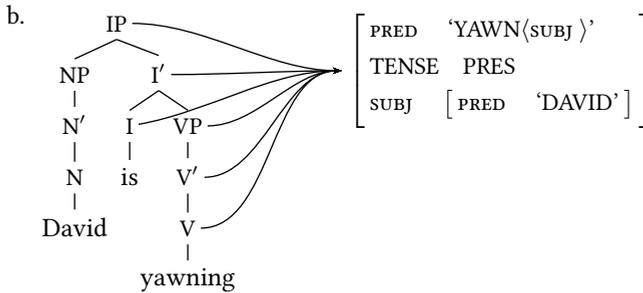 b.
IP
PRED ‘YAWN⟨SUBJ ⟩’
NP I′ TENSE PRES
SUBJ [ PRED ‘DAVID’ ]
N′ I VP
N is V′
David V
yawning